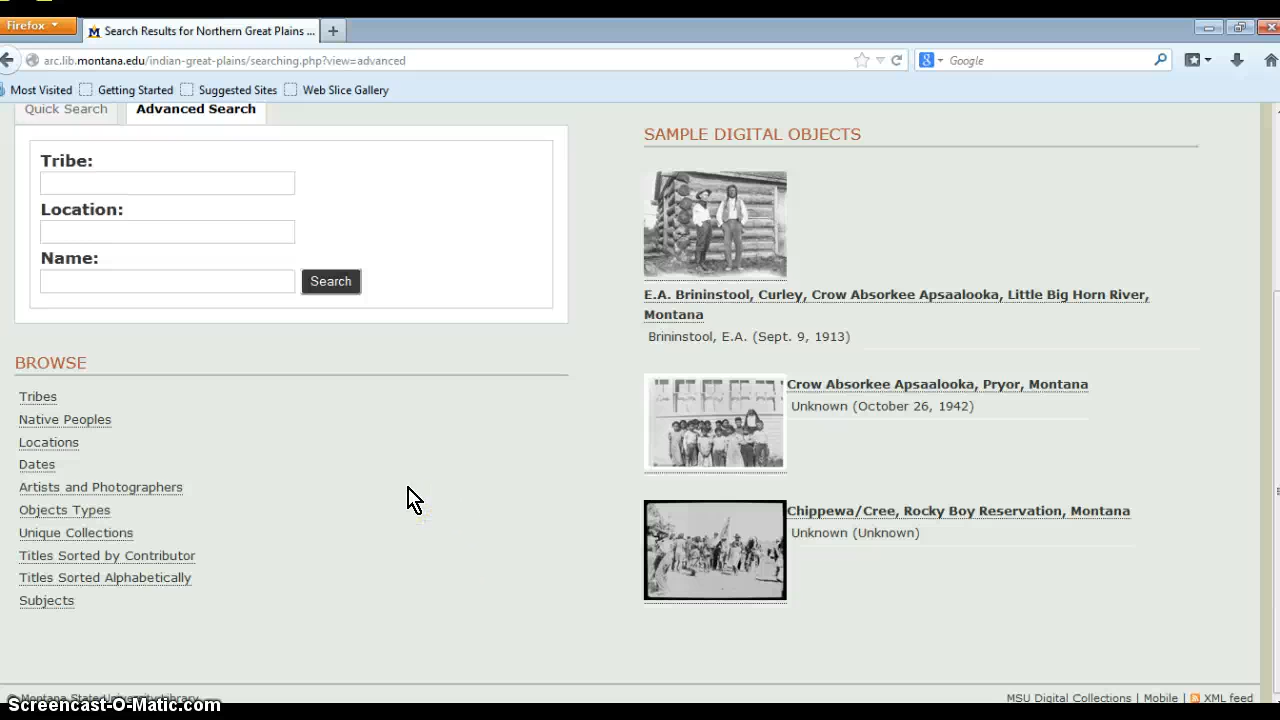 Firefox
Search Results for Northern Great Plains ...
arc.lib.montana.edu/indian-great-plains/searching.php?view=advanced
Google
Most Visited
Getting Started
Suggested Sites
Web Slice Gallery
Quick Search
Advanced Search
Tribe:
Location:
Name:
Search
BROWSE
Tribes
Native Peoples
Locations
Dates
Artists and Photographers
Objects Types
Unique Collections
Titles Sorted by Contributor
Titles Sorted Alphabetically
Subjects
SAMPLE DIGITAL OBJECTS
E.A. Brininstool, Curley, Crow Absorkee Apsaalooka, Little Big Horn River,
Montana
Brininstool, E.A. (Sept. 9, 1913)
Crow Absorkee Apsaalooka, Pryor, Montana
Unknown (October 26, 1942)
Chippewa/Cree, Rocky Boy Reservation, Montana
Unknown (Unknown)
© Montana State University Library
MSU Digital Collections | Mobile | XML feed
Screencast-O-Matic.com